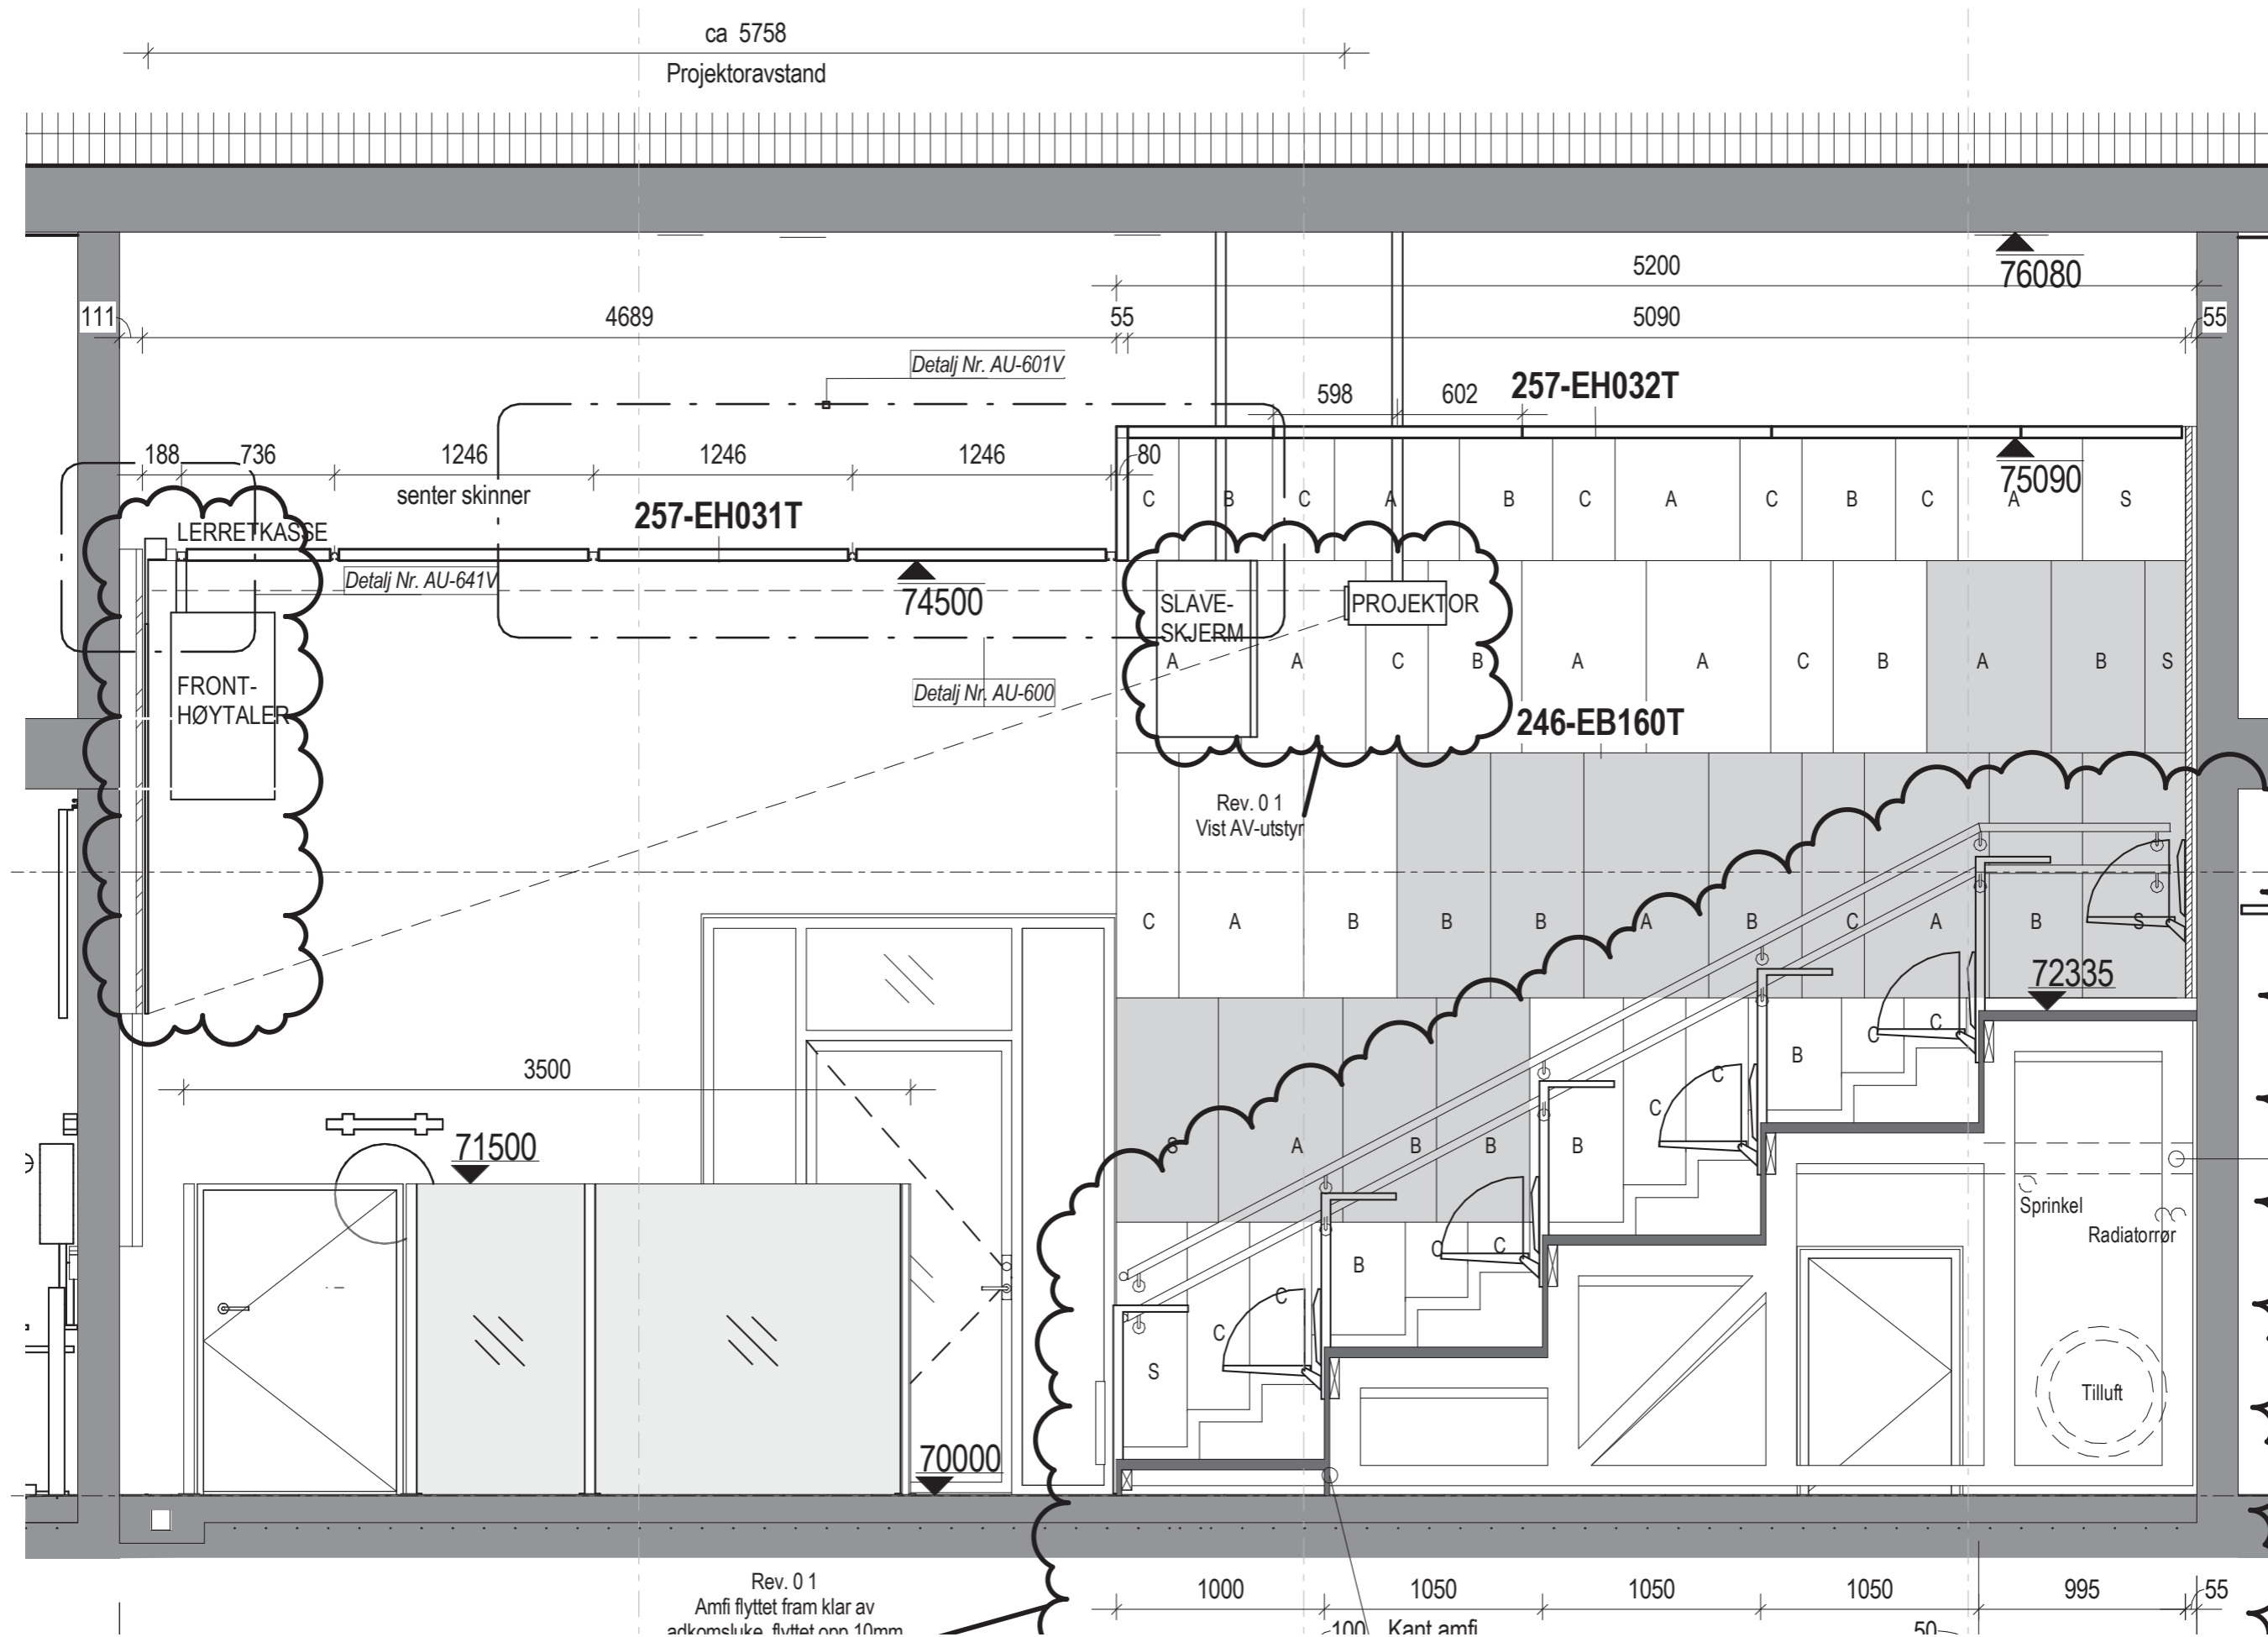 ca 5758
Projektoravstand
5200
76080
111
4689
55
5090
55
Detalj Nr. AU-601V
598
602
257-EH032T
188
736
1246
1246
1246
80
75090
senter skinner
257-EH031T
C B C A B C A C B C A S
LERRETKASSE
Detalj Nr. AU-641V
74500
SLAVE-
SKJERM
PROJEKTOR
A A C B A A C B A B S
FRONT-
HØYTALER
Detalj Nr. AU-600
246-EB160T
Rev. 0 1
Vist AV-utstyr
C A B B B A B C A B S
72335
C C
B
3500
C
C
71500
S A B B B
Sprinkel
Radiatorrør
C C
B
C
C
S
Tilluft
70000
Rev. 0 1
Amfi flyttet fram klar av
adkomsluke, flyttet opp 10mm
1000
1050
1050
1050
995
55
100
Kant amfi
50